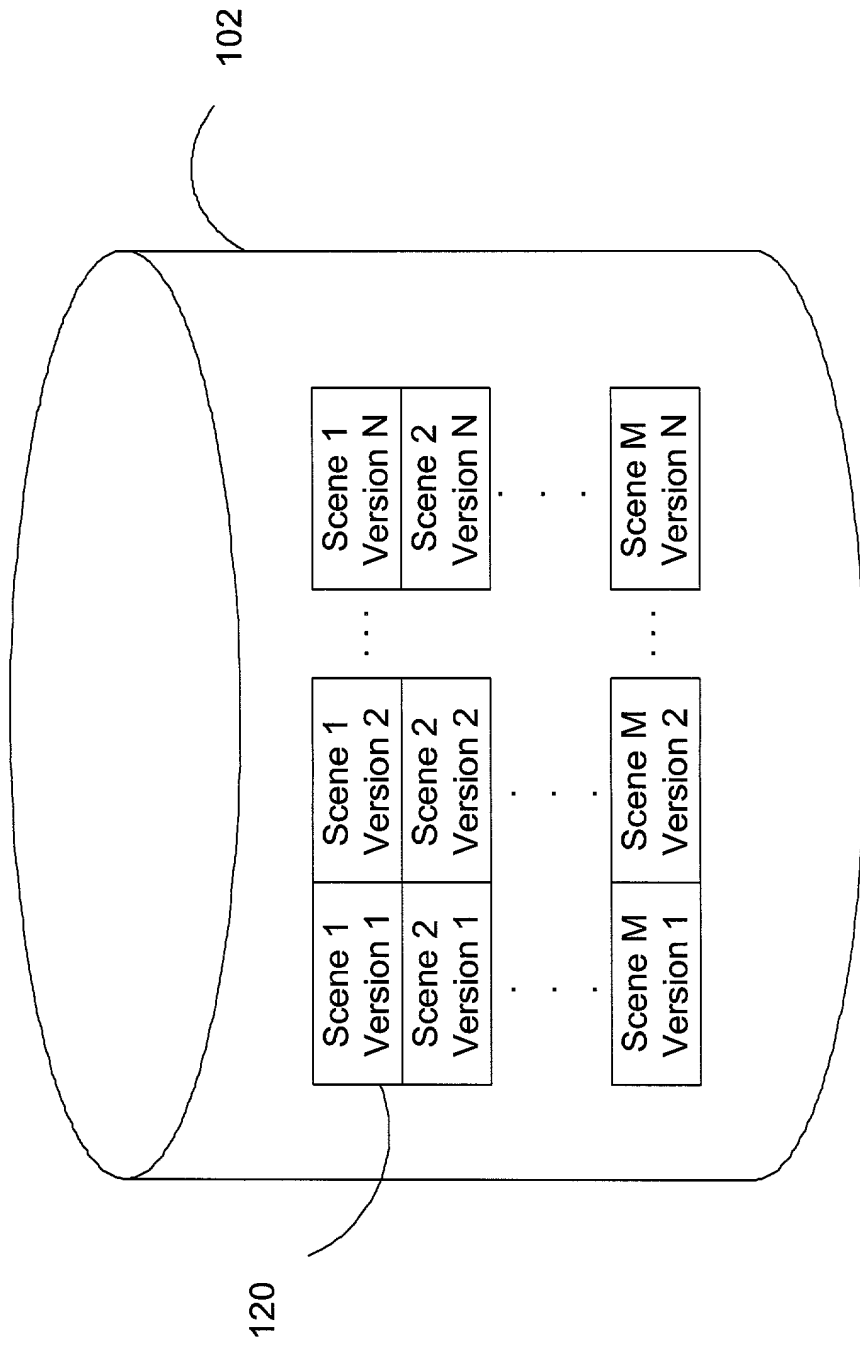 102
120
Scene 1
Version 1
Scene 1
Version 2
. . .
Scene 1
Version N
Scene 2
Version 1
Scene 2
Version 2
Scene 2
Version N
. . .
. . .
. . .
Scene M
Version 1
Scene M
Version 2
. . .
Scene M
Version N